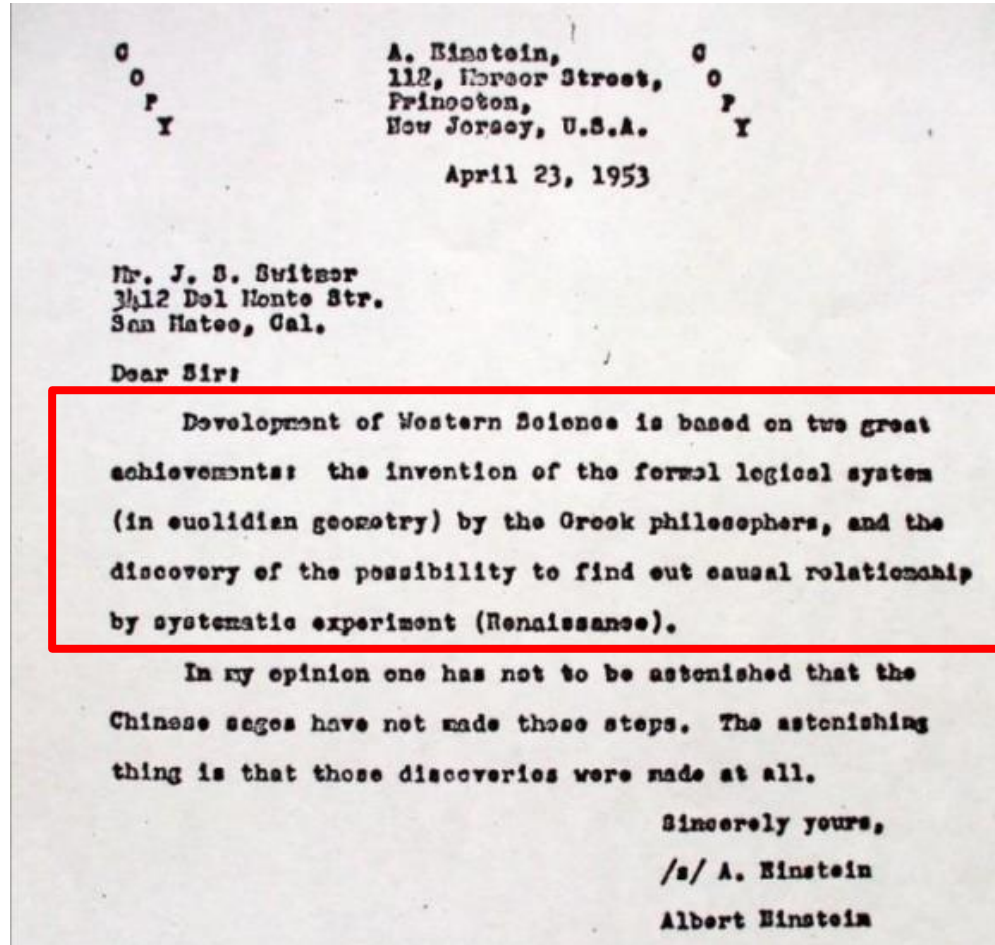 COPY
A. Einstein,
COPY
112, Mercer Street,
Princeton,
New Jersey, U.S.A.
April 23, 1953
Mr. J. S. Switzer
3412 Del Monte Str.
San Mateo, Cal.
Dear Sir:
Development of Western Science is based on two great
achievements: the invention of the formal logical system
(in euclidian geometry) by the Greek philosophers, and the
discovery of the possibility to find out causal relationship
by systematic experiment (Renaissance).
In my opinion one has not to be astonished that the
Chinese sages have not made those steps. The astonishing
thing is that those discoveries were made at all.
Sincerely yours,
/s/ A. Einstein
Albert Einstein